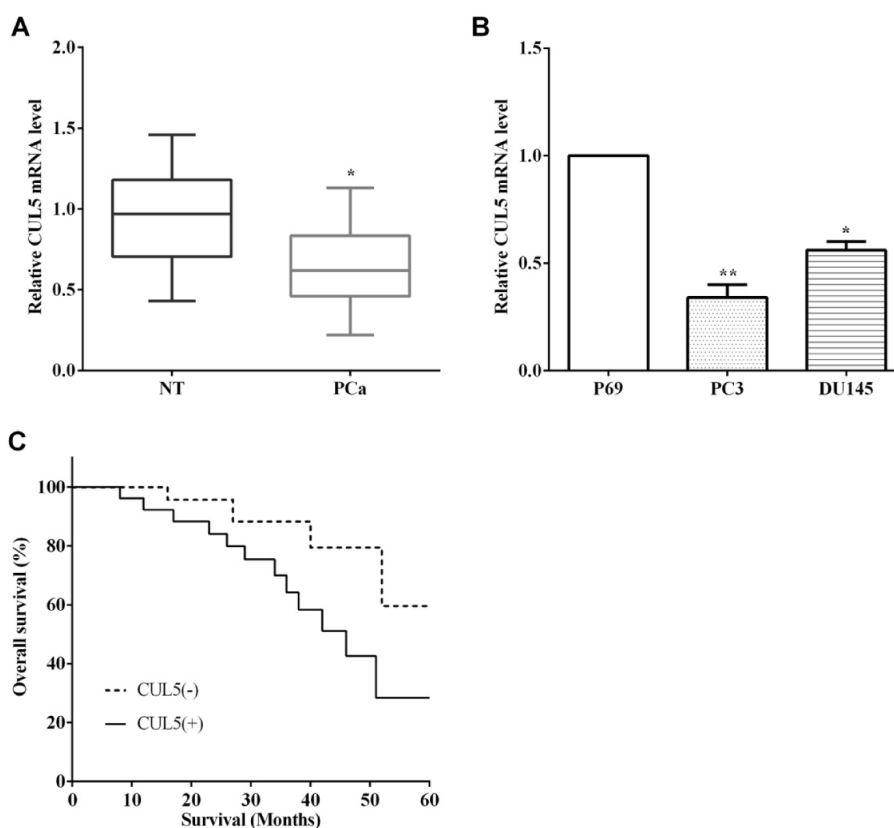 A
Relative CUL5 mRNA level
2.0
1.5
1.0
0.5
0.0
*
NT
PCa
B
Relative CUL5 mRNA level
1.5
1.0
0.5
0.0
**
*
P69
PC3
DU145
C
Overall survival (%)
100
80
60
40
20
0
CUL5(-)
CUL5(+)
0
10
20
30
40
50
60
Survival (Months)